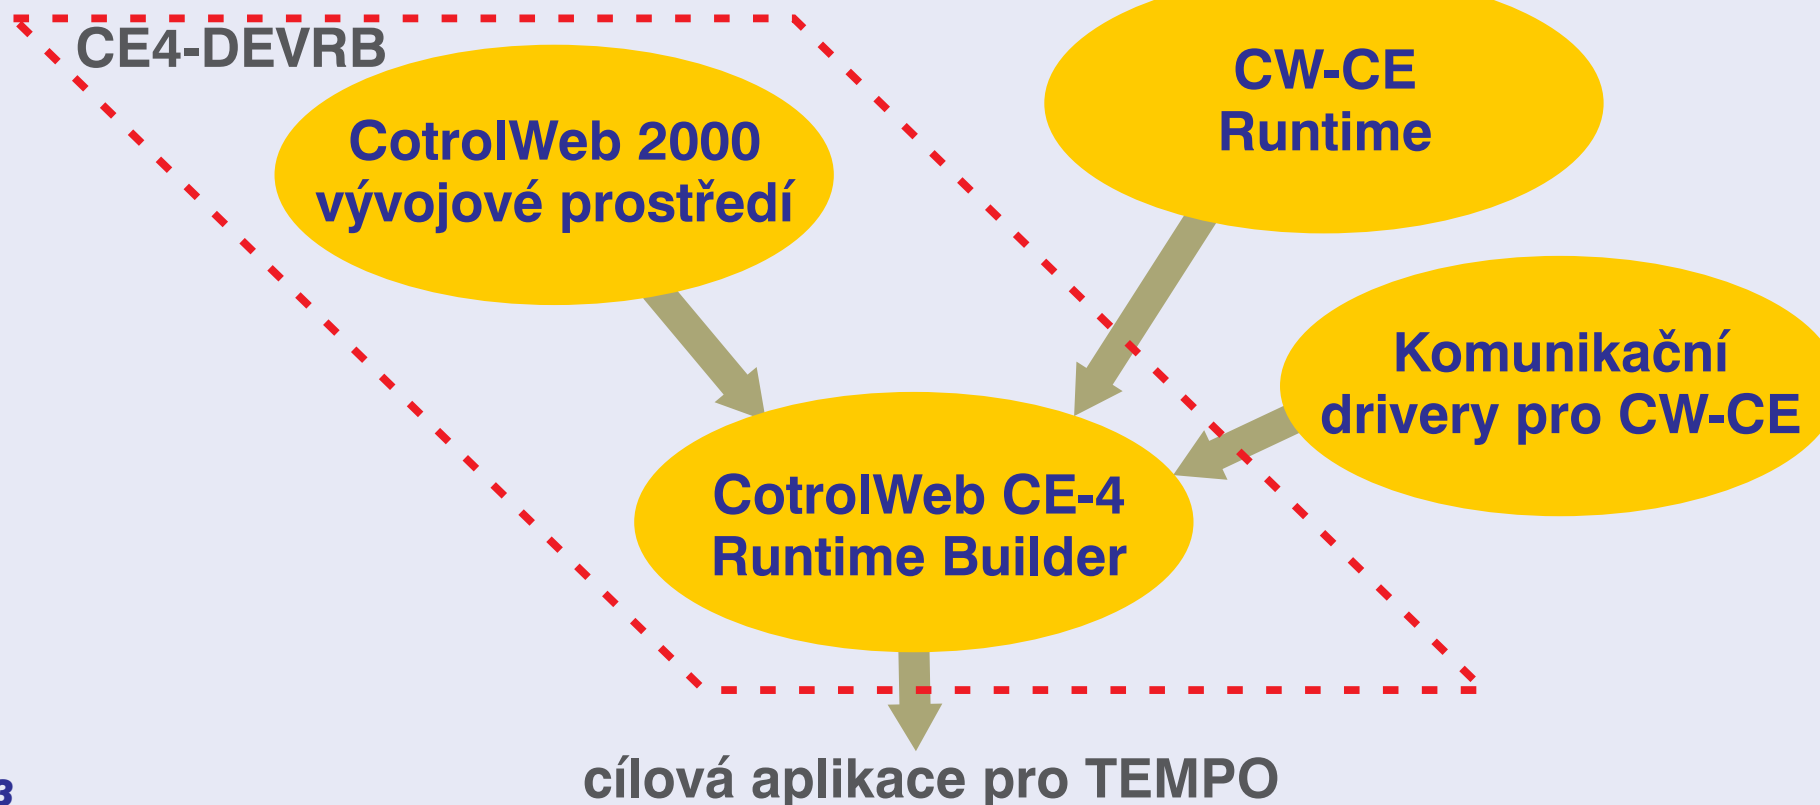 CE4-DEVRB
CotrolWeb 2000
vývojové prostředí
CW-CE
Runtime
Komunikační
drivery pro CW-CE
CotrolWeb CE-4
Runtime Builder
cílová aplikace pro TEMPO
3